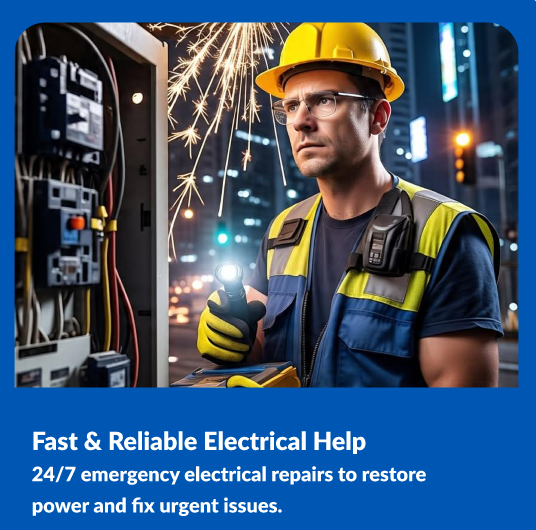 Fast & Reliable Electrical Help
24/7 emergency electrical repairs to restore
power and fix urgent issues.